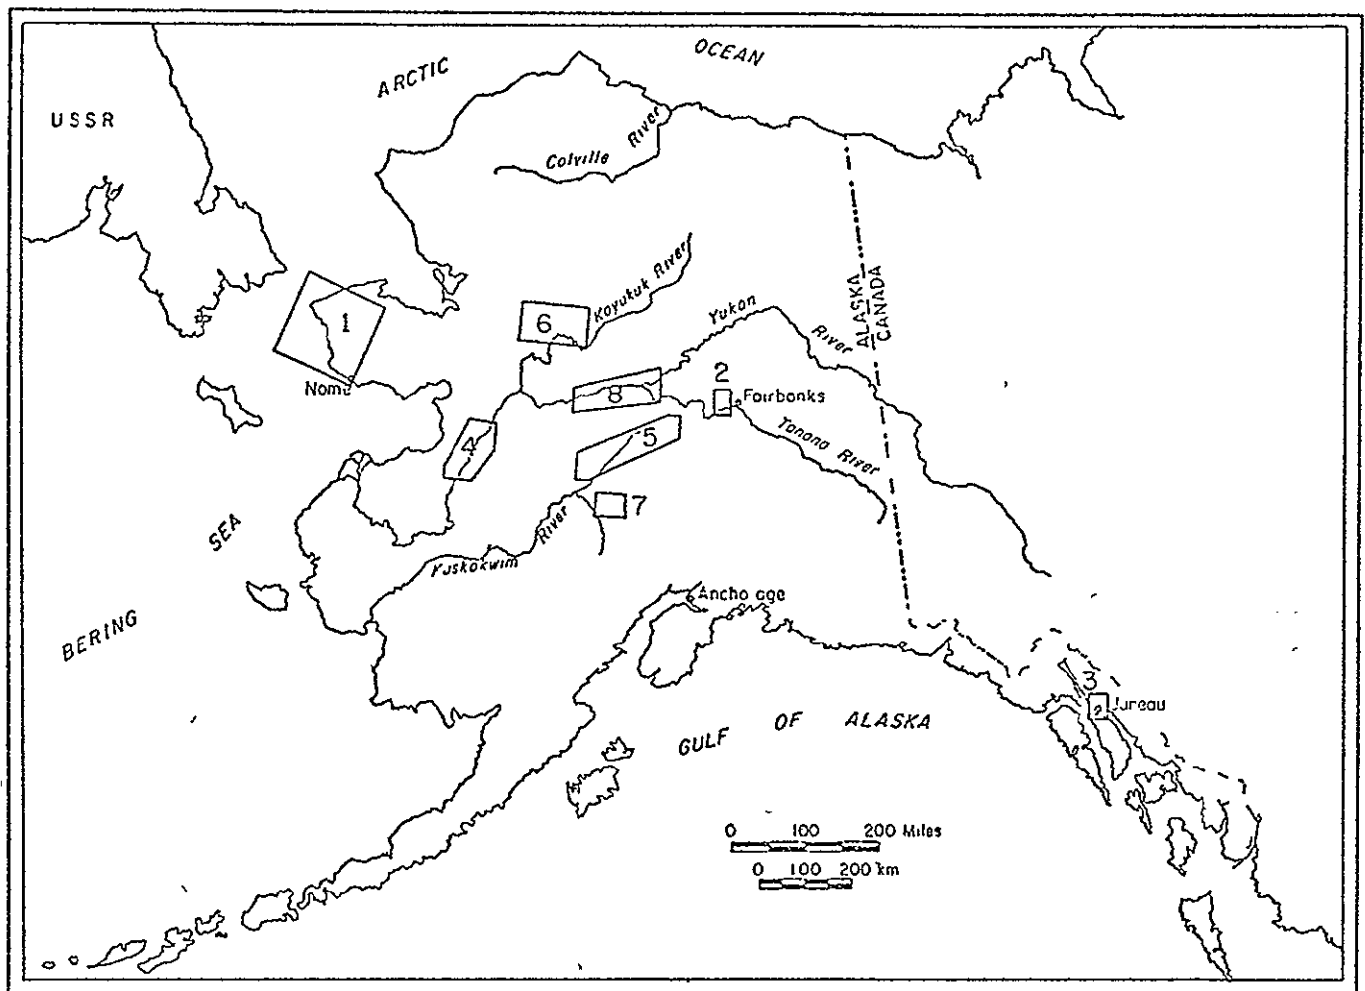 ARCTIC
OCEAN
USSR
Colville
River
Koyukuk River
ALASKA
CANADA
1
6
Yukon
River
Nome
8
2
Fairbanks
4
5
Tanana River
7
SEA
River
Kuskokwim
BERING
Ancho age
3
2
Juneau
GULF OF ALASKA
0 100 200 Miles
0 100 200 km